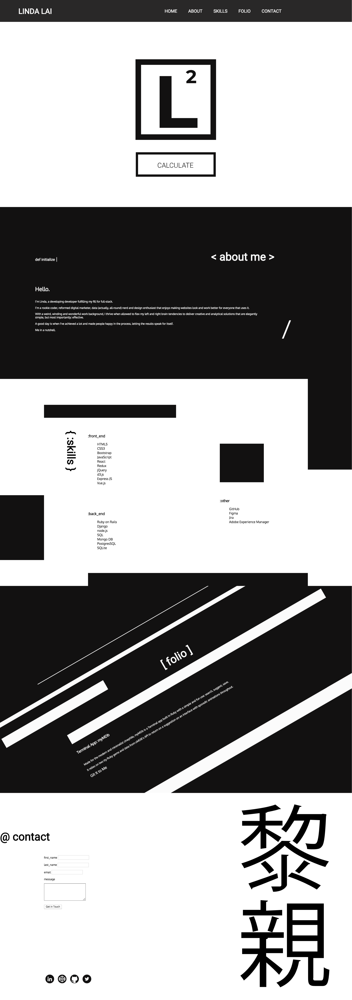 LINDA LAI
HOME ABOUT SKILLS FOLIO CONTACT
L²
CALCULATE
def initialize |
< about me >
Hello.
I'm Linda, a developing developer fulfilling my fill for full-stack.
I'm a rookie coder, reformed digital marketer, data (actually, all-round) nerd and design enthusiast that enjoys making websites look and work better for everyone that uses it.
With a weird, winding and wonderful work background, I thrive when allowed to flex my left and right brain tendencies to deliver creative and analytical solutions that are elegantly
simple, but most importantly: effective.
A good day is when I've achieved a lot and made people happy in the process, letting the results speak for itself.
Me in a nutshell.
/
{ :skills }
:front_end
HTML5
CSS3
Bootstrap
JavaScript
React
Redux
jQuery
d3.js
Express JS
Vue.js
:back_end
Ruby on Rails
Django
node.js
SQL
Mongo DB
PostgresSQL
SQLite
:other
GitHub
Figma
Jira
Adobe Experience Manager
[ folio ]
Terminal App: myMDb
Made for the modern and minimalist cinephile, myMDb is a Terminal app built in Ruby with a simple and fun use: search, suggest, save.
It relies on two tty Ruby gems and data from oMDB's API to return on a suggestion on an interface with sporadic animations throughout.
Git It to Me
@ contact
first_name
last_name
email
message
Get in Touch
黎
親
in